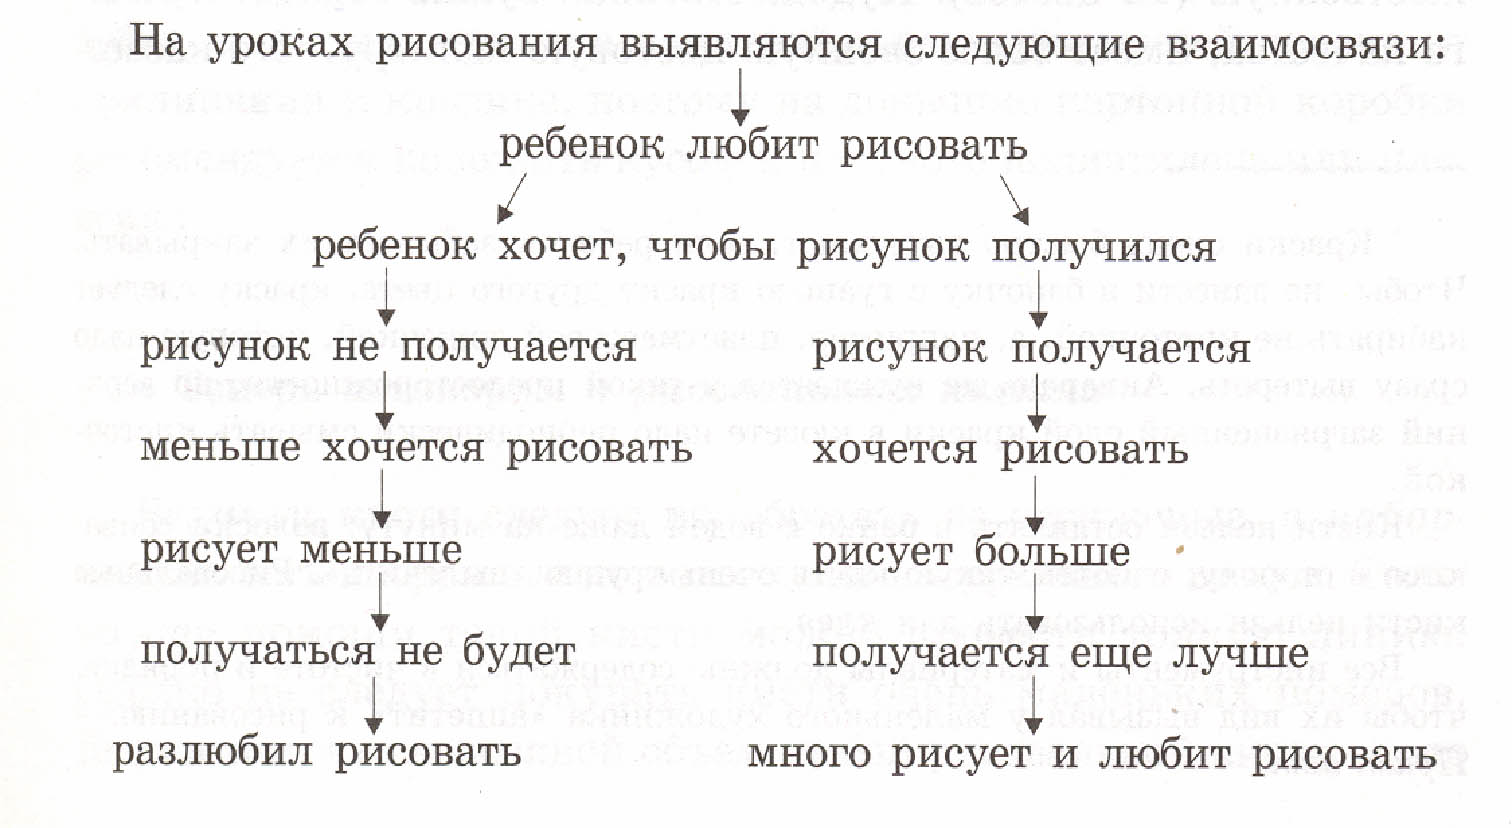 На уроках рисования выявляются следующие взаимосвязи:
ребенок любит рисовать
ребенок хочет, чтобы рисунок получился
рисунок не получается
рисунок получается
меньше хочется рисовать
хочется рисовать
рисует меньше
рисует больше
получаться не будет
получается еще лучше
разлюбил рисовать
много рисует и любит рисовать